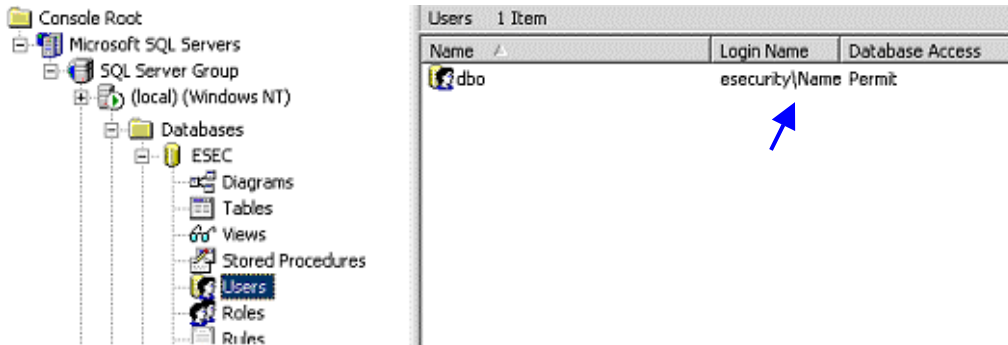 Console Root
Microsoft SQL Servers
SQL Server Group
(local) (Windows NT)
Databases
ESEC
Diagrams
Tables
Views
Stored Procedures
Users
Roles
Rules
Users 1 Item
Name Login Name Database Access
dbo esecurity\Name Permit